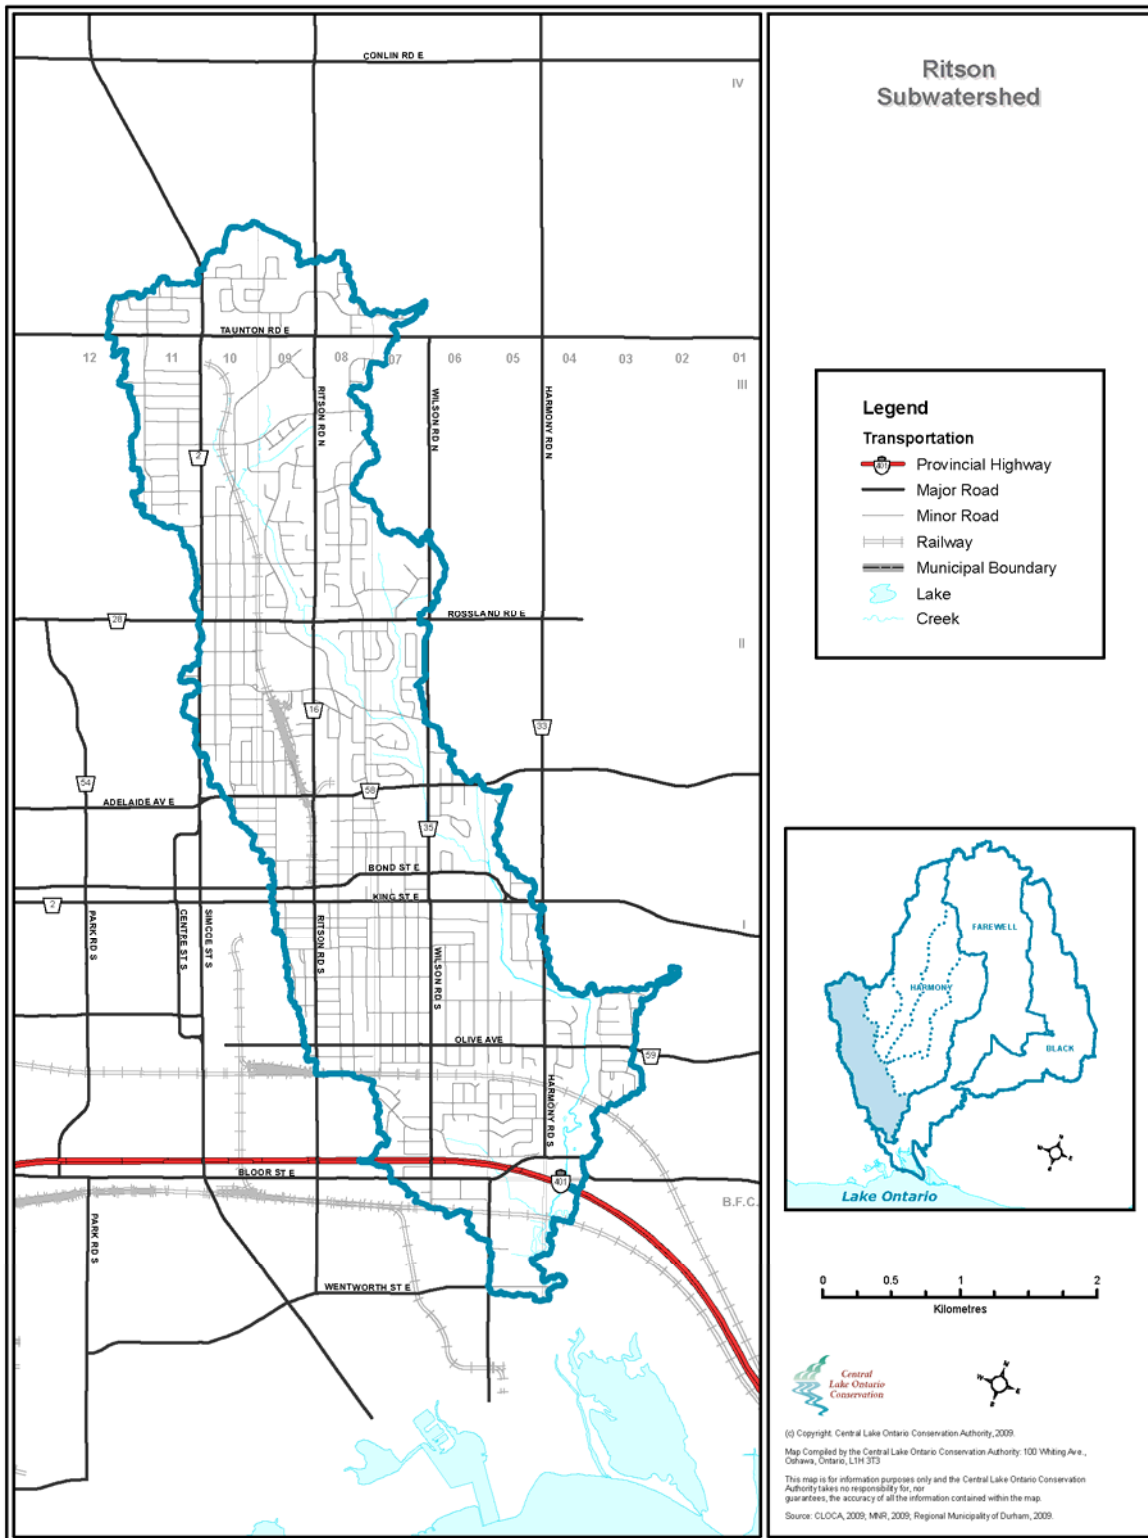 Ritson
Subwatershed
CONLIN RD E
IV
TAUNTON RD E
12
11
10
09
08
07
06
05
04
03
02
01
III
RITSON RD N
WILSON RD N
HARMONY RD N
2
28
ROSSLAND RD E
II
16
33
54
58
ADELAIDE AV E
35
BOND ST E
2
KING ST E
PARK RD S
CENTRE ST S
SIMCOE ST S
RITSON RD S
WILSON RD S
I
OLIVE AVE
59
HARMONY RD S
BLOOR ST E
401
B.F.C.
PARK RD S
WENTWORTH ST E
Legend
Transportation
401
Provincial Highway
Major Road
Minor Road
Railway
Municipal Boundary
Lake
Creek
FAREWELL
HARMONY
BLACK
N
W
E
S
Lake Ontario
0
0.5
1
2
Kilometres
Central
Lake Ontario
Conservation
N
W
E
S
(c) Copyright. Central Lake Ontario Conservation Authority, 2009.
Map Compiled by the Central Lake Ontario Conservation Authority: 100 Whiting Ave.,
Oshawa, Ontario, L1H 3T3
This map is for information purposes only and the Central Lake Ontario Conservation
Authority takes no responsibility for, nor
guarantees, the accuracy of all the information contained within the map.
Source: CLOCA, 2009; MNR, 2009; Regional Municipality of Durham, 2009.